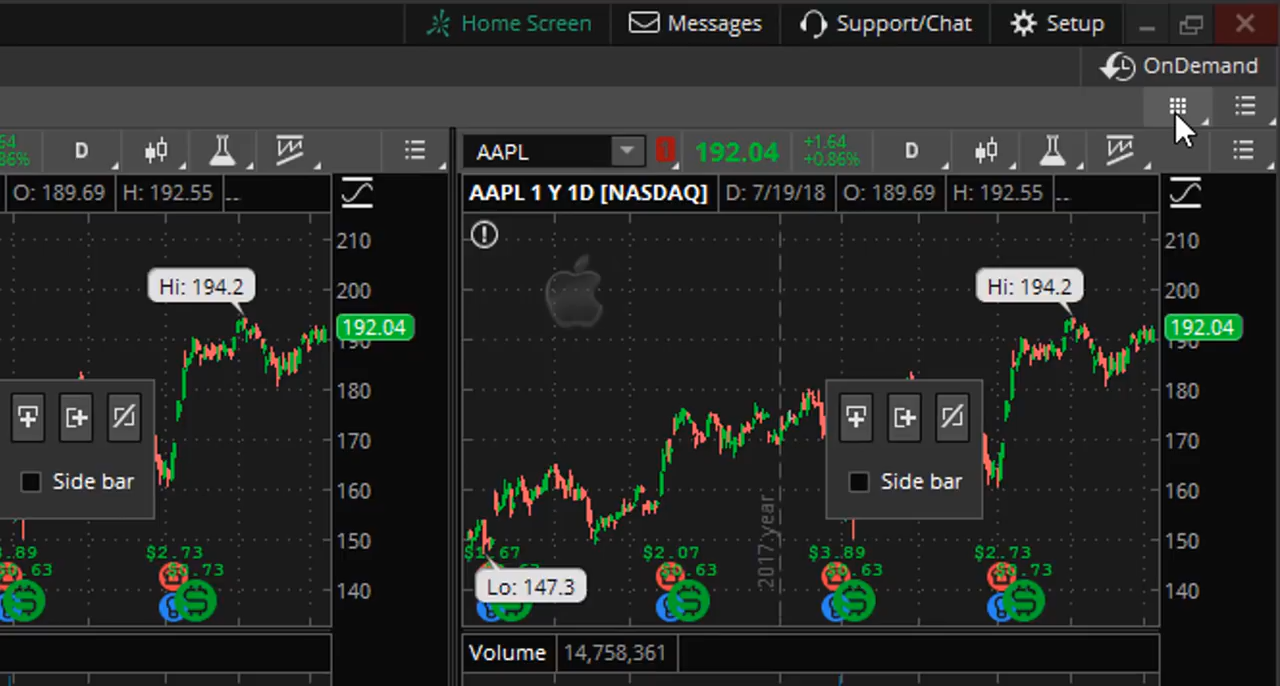 Home Screen Messages Support/Chat Setup
OnDemand
D AAPL 192.04 +1.64 D
+0.86%
O: 189.69 H: 192.55 ... AAPL 1 Y 1D [NASDAQ] D: 7/19/18 O: 189.69 H: 192.55 ...
210 210
Hi: 194.2 200 Hi: 194.2 200
192.04 192.04
190 190
180 180
170 170
Side bar 160 Side bar 160
2017 year
150 150
$2.73 $2.07 $3.89 $2.73
140 140
Lo: 147.3
Volume 14,758,361